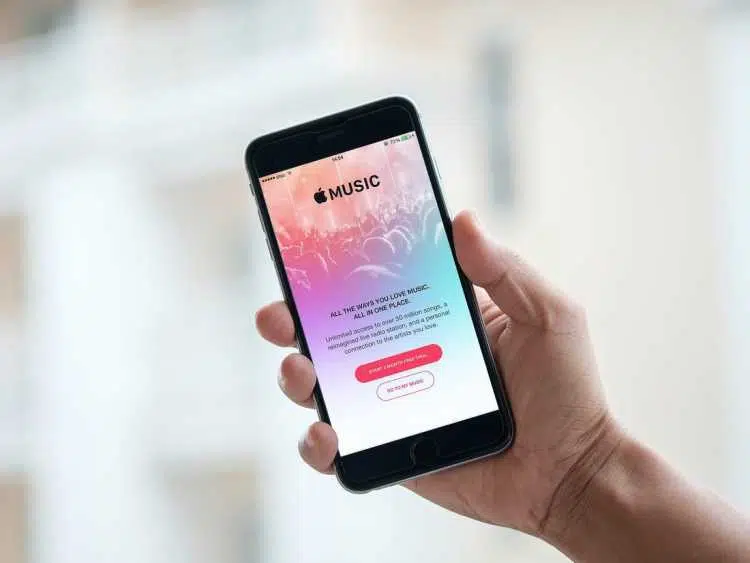 14:54
72%
MUSIC
ALL THE WAYS YOU LOVE MUSIC.
ALL IN ONE PLACE.
Unlimited access to over 30 million songs, a
reimagined live radio station, and a personal
connection to the artists you love.
START 3 MONTH FREE TRIAL
GO TO MY MUSIC